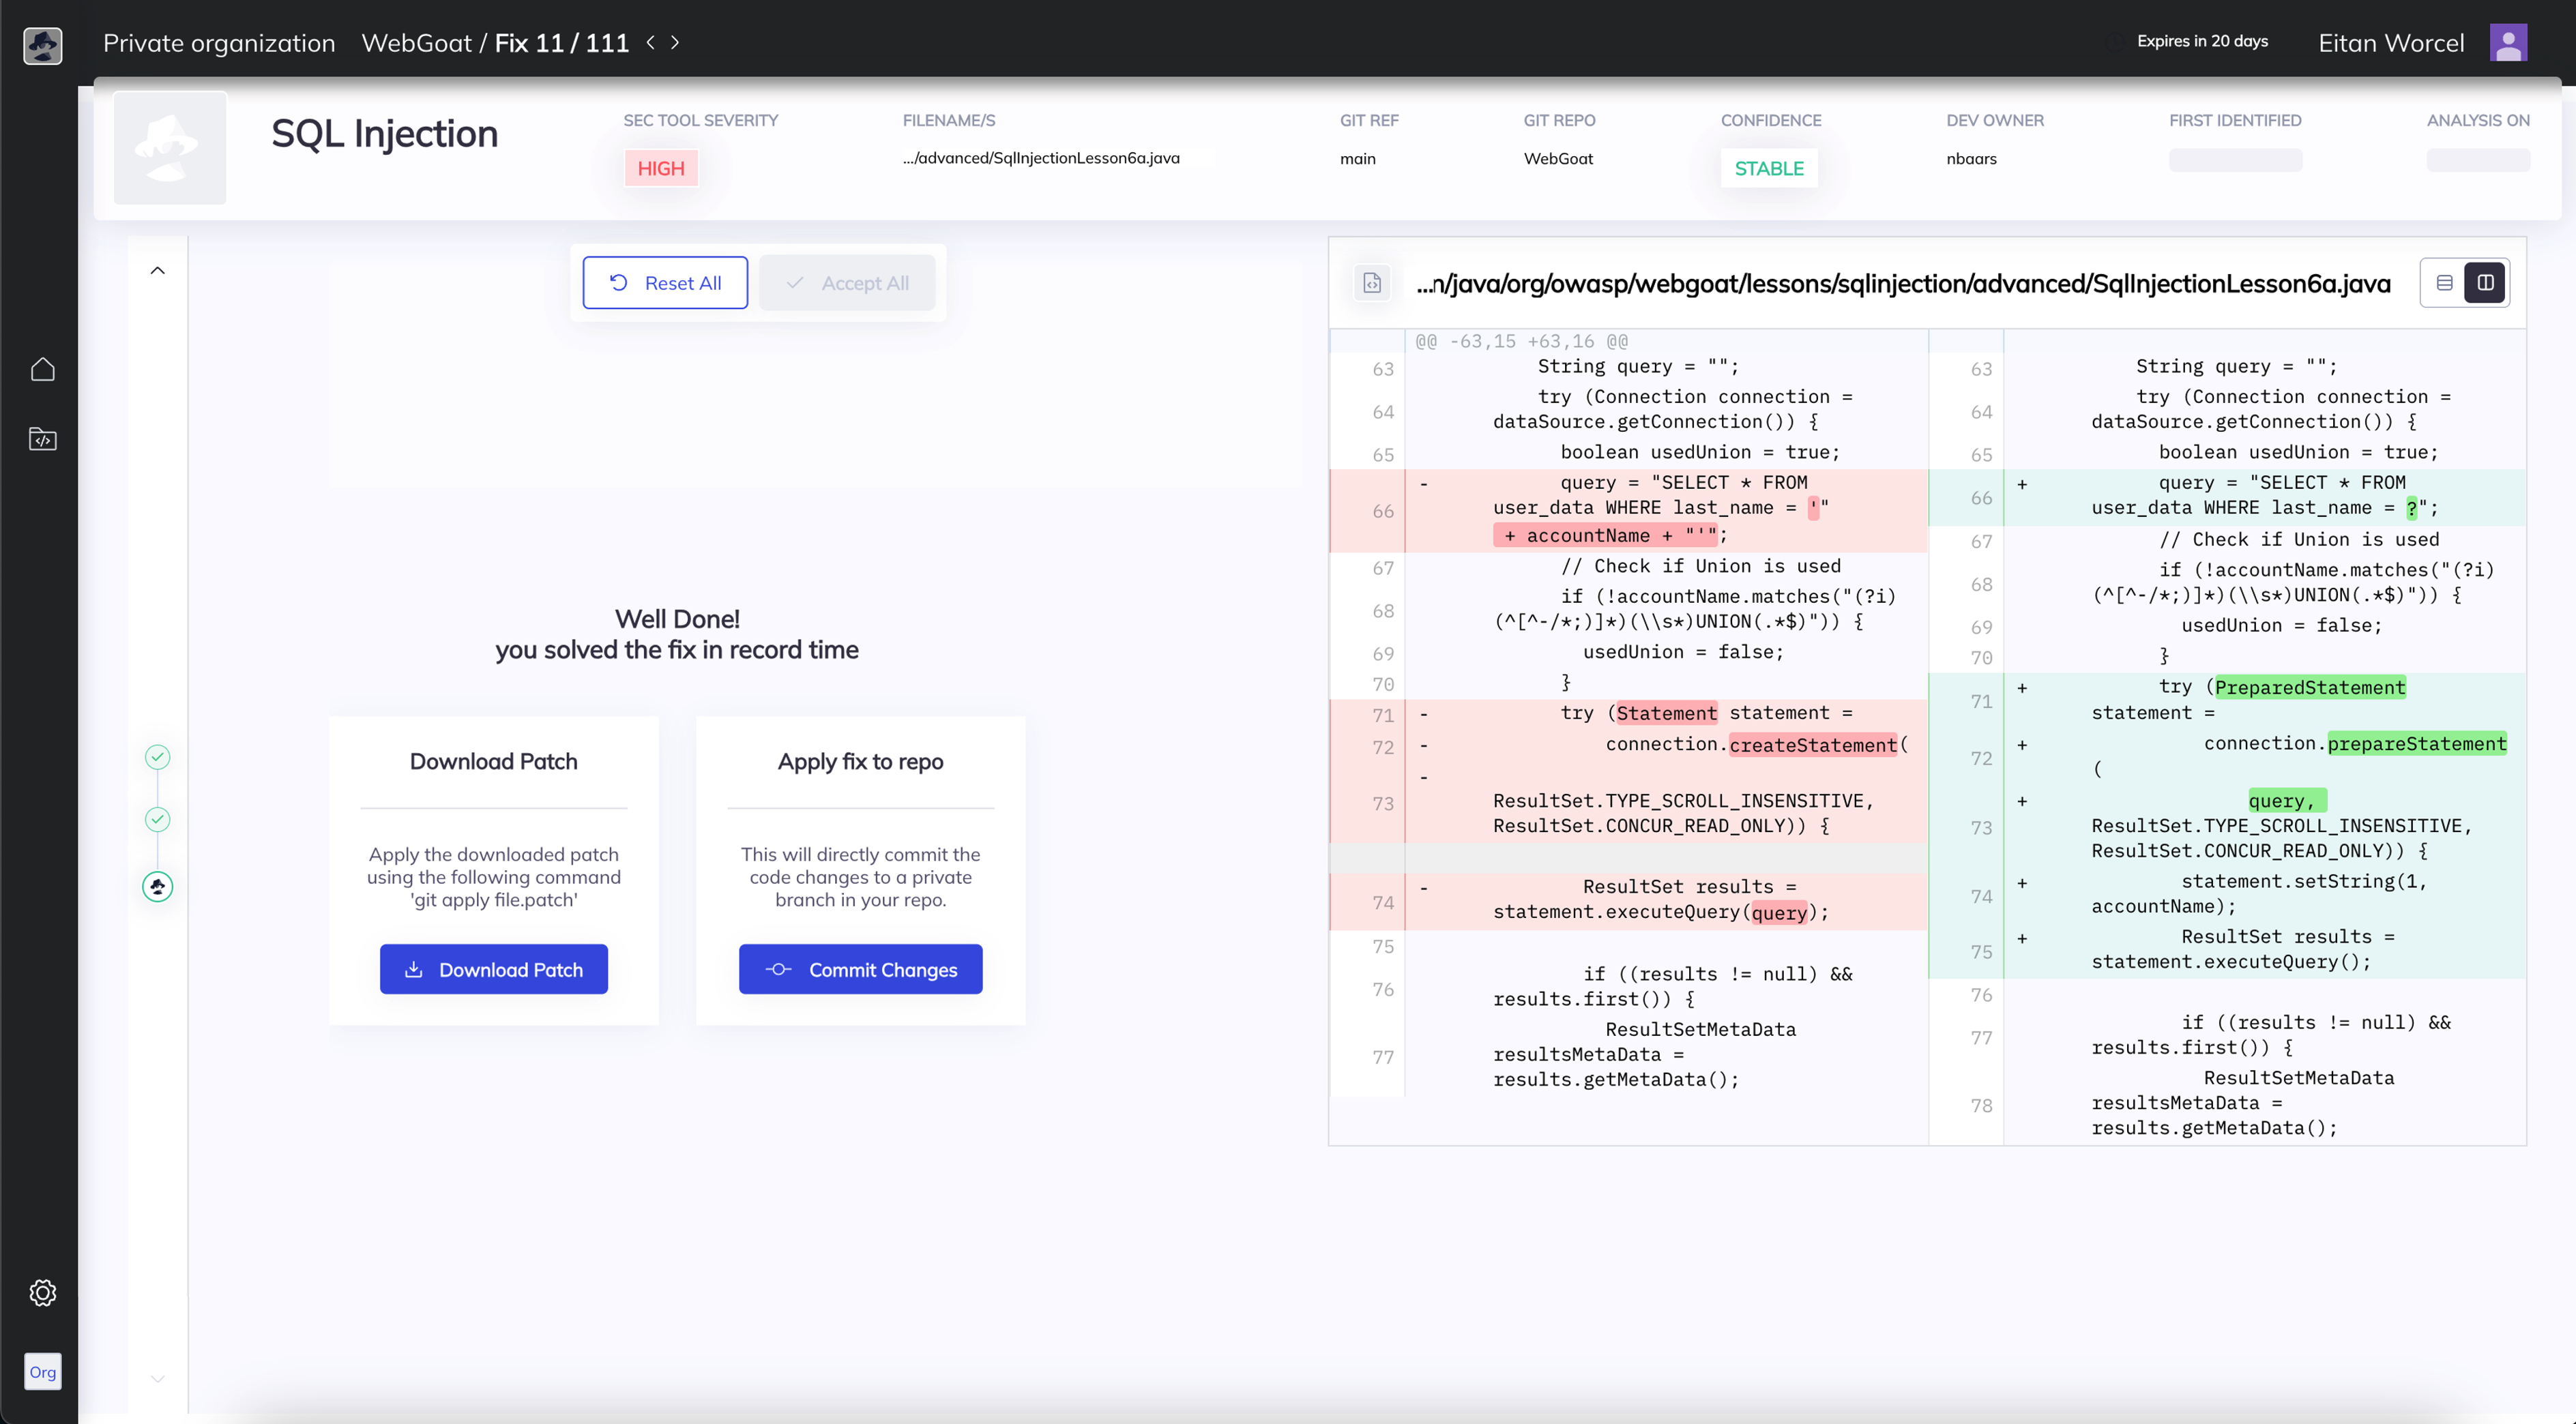 Private organization WebGoat / Fix 11 / 111 < >
Expires in 20 days
Eitan Worcel
SQL Injection
SEC TOOL SEVERITY
HIGH
FILENAME/S
.../advanced/SqlInjectionLesson6a.java
GIT REF
main
GIT REPO
WebGoat
CONFIDENCE
STABLE
DEV OWNER
nbaars
FIRST IDENTIFIED
ANALYSIS ON
Reset All
Accept All
Well Done!
you solved the fix in record time
Download Patch
Apply the downloaded patch
using the following command
'git apply file.patch'
Download Patch
Apply fix to repo
This will directly commit the
code changes to a private
branch in your repo.
Commit Changes
Org
...n/java/org/owasp/webgoat/lessons/sqlinjection/advanced/SqlInjectionLesson6a.java
@@ -63,15 +63,16 @@
63 String query = "";
64 try (Connection connection =
dataSource.getConnection()) {
65 boolean usedUnion = true;
66 - query = "SELECT * FROM
user_data WHERE last_name = '"
+ accountName + "'";
67 // Check if Union is used
68 if (!accountName.matches("(?i)
(^[^-/*;)]*)(\\s*)UNION(.*$)")) {
69 usedUnion = false;
70 }
71 - try (Statement statement =
72 - connection.createStatement(
73 -
ResultSet.TYPE_SCROLL_INSENSITIVE,
ResultSet.CONCUR_READ_ONLY)) {
74 - ResultSet results =
statement.executeQuery(query);
75
76 if ((results != null) &&
results.first()) {
77 ResultSetMetaData
resultsMetaData =
results.getMetaData();
63 String query = "";
64 try (Connection connection =
dataSource.getConnection()) {
65 boolean usedUnion = true;
66 + query = "SELECT * FROM
user_data WHERE last_name = ?";
67 // Check if Union is used
68 if (!accountName.matches("(?i)
(^[^-/*;)]*)(\\s*)UNION(.*$)")) {
69 usedUnion = false;
70 }
71 + try (PreparedStatement
statement =
72 + connection.prepareStatement
(
73 + query,
ResultSet.TYPE_SCROLL_INSENSITIVE,
ResultSet.CONCUR_READ_ONLY)) {
74 + statement.setString(1,
accountName);
75 + ResultSet results =
statement.executeQuery();
76
77 if ((results != null) &&
results.first()) {
78 ResultSetMetaData
resultsMetaData =
results.getMetaData();